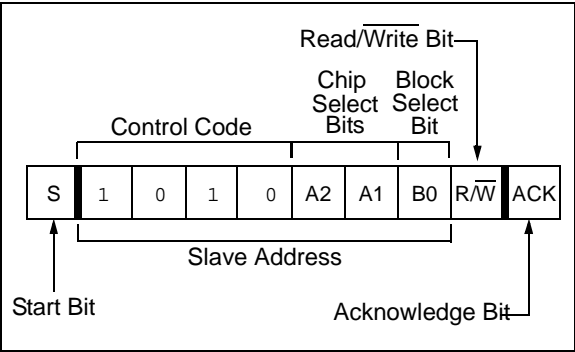 Read/Write Bit
Chip Select Bits
Block Select Bit
Control Code
S 1 0 1 0 A2 A1 B0 R/W ACK
Slave Address
Start Bit
Acknowledge Bit